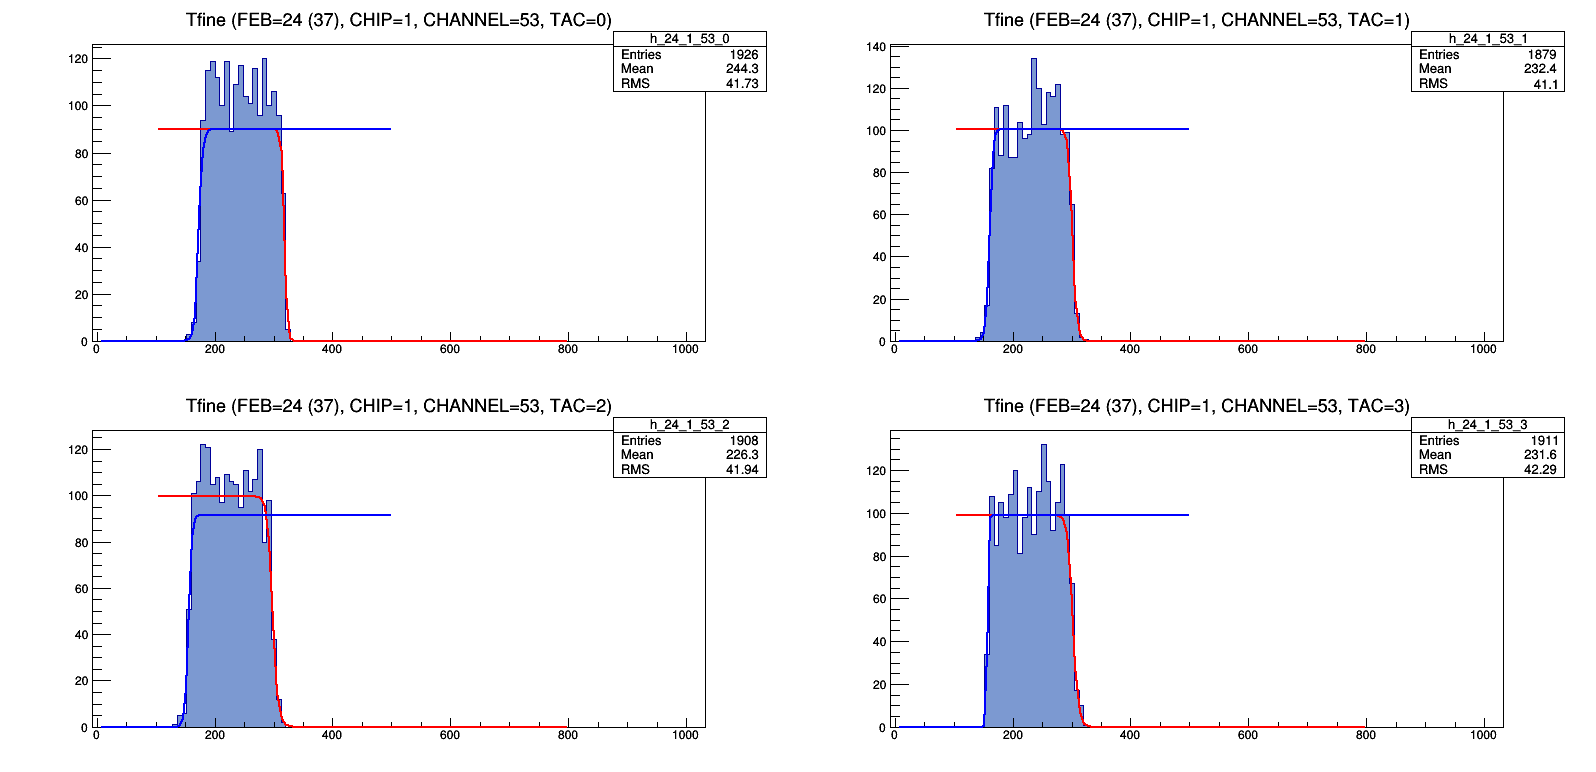 Tfine (FEB=24 (37), CHIP=1, CHANNEL=53, TAC=0)
h_24_1_53_0
Entries 1926
Mean 244.3
RMS 41.73
120
100
80
60
40
20
0
0 200 400 600 800 1000
Tfine (FEB=24 (37), CHIP=1, CHANNEL=53, TAC=1)
h_24_1_53_1
Entries 1879
Mean 232.4
RMS 41.1
140
120
100
80
60
40
20
0
0 200 400 600 800 1000
Tfine (FEB=24 (37), CHIP=1, CHANNEL=53, TAC=2)
h_24_1_53_2
Entries 1908
Mean 226.3
RMS 41.94
120
100
80
60
40
20
0
0 200 400 600 800 1000
Tfine (FEB=24 (37), CHIP=1, CHANNEL=53, TAC=3)
h_24_1_53_3
Entries 1911
Mean 231.6
RMS 42.29
120
100
80
60
40
20
0
0 200 400 600 800 1000